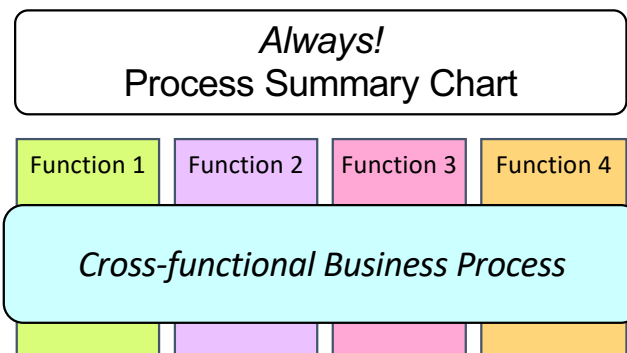 Always!
Process Summary Chart
Function 1 Function 2 Function 3 Function 4
Cross-functional Business Process